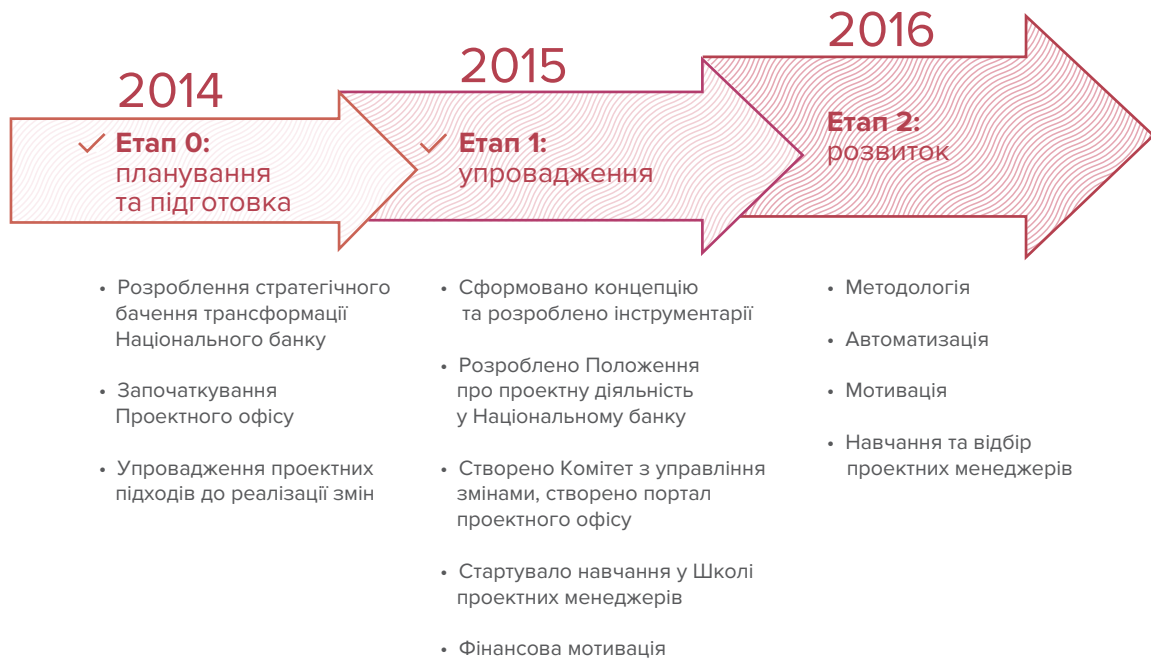 2014
Етап 0:
планування
та підготовка
• Розроблення стратегічного
бачення трансформації
Національного банку
• Започаткування
Проектного офісу
• Упровадження проектних
підходів до реалізації змін
2015
Етап 1:
упровадження
• Сформовано концепцію
та розроблено інструментарії
• Розроблено Положення
про проектну діяльність
у Національному банку
• Створено Комітет з управління
змінами, створено портал
проектного офісу
• Стартувало навчання у Школі
проектних менеджерів
• Фінансова мотивація
2016
Етап 2:
розвиток
• Методологія
• Автоматизація
• Мотивація
• Навчання та відбір
проектних менеджерів